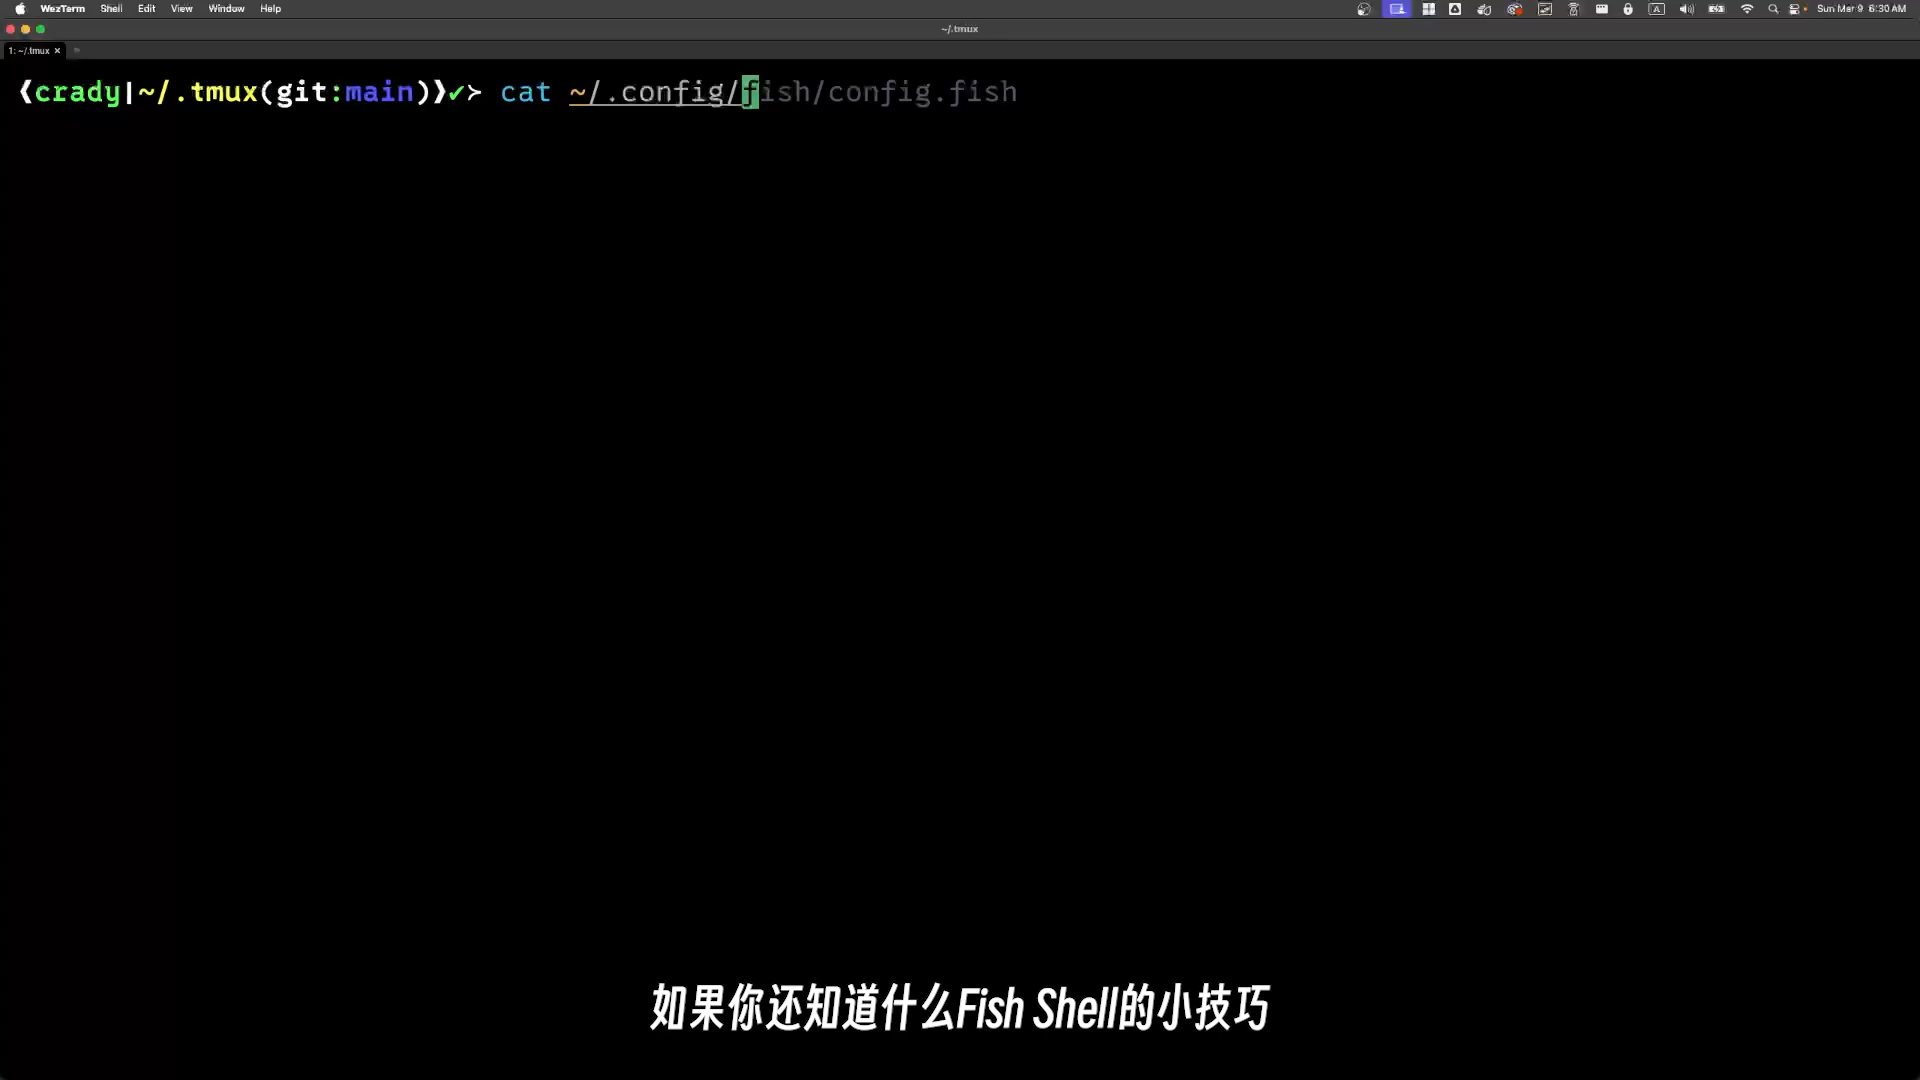 WezTerm Shell Edit View Window Help
A
Sun Mar 9 6:30 AM
~/.tmux
1: ~/.tmux ×
⟨crady|~/.tmux(git:main)⟩✔≻ cat ~/.config/fish/config.fish
如果你还知道什么Fish Shell的小技巧